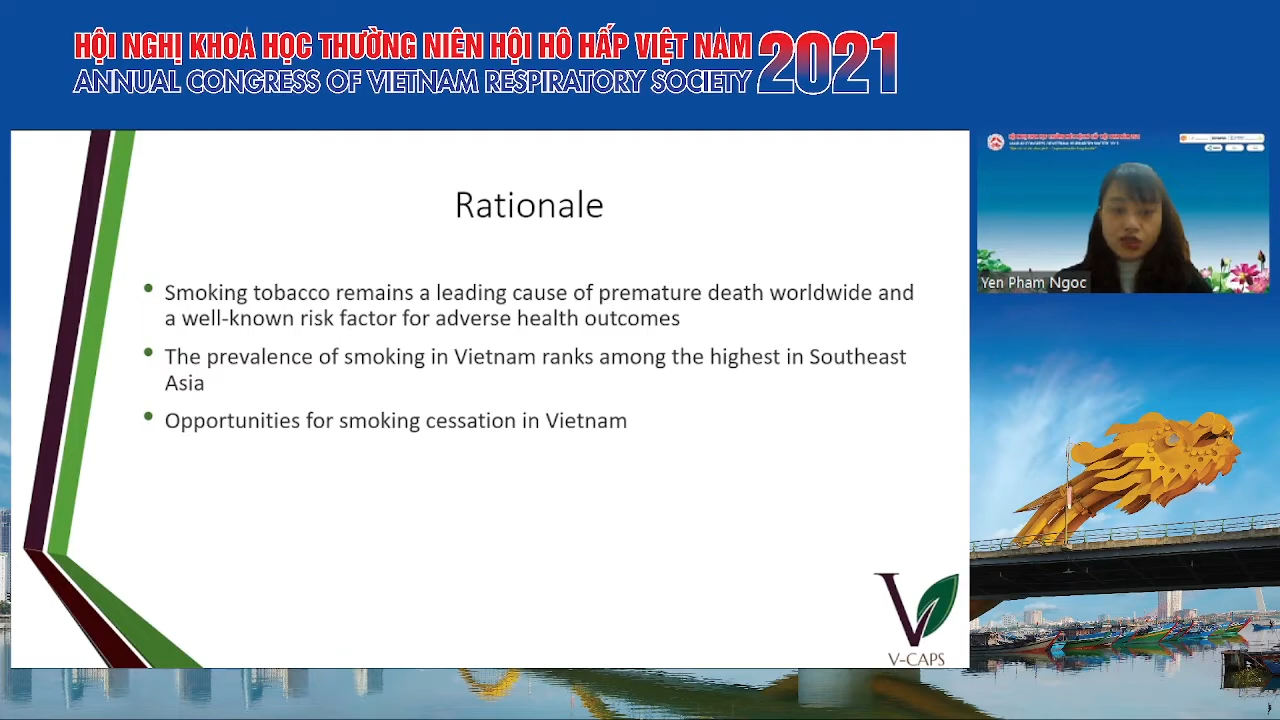 HỘI NGHỊ KHOA HỌC THƯỜNG NIÊN HỘI HÔ HẤP VIỆT NAM 2021
ANNUAL CONGRESS OF VIETNAM RESPIRATORY SOCIETY
Rationale
Smoking tobacco remains a leading cause of premature death worldwide and
a well-known risk factor for adverse health outcomes
The prevalence of smoking in Vietnam ranks among the highest in Southeast
Asia
Opportunities for smoking cessation in Vietnam
V-CAPS
Yen Pham Ngoc